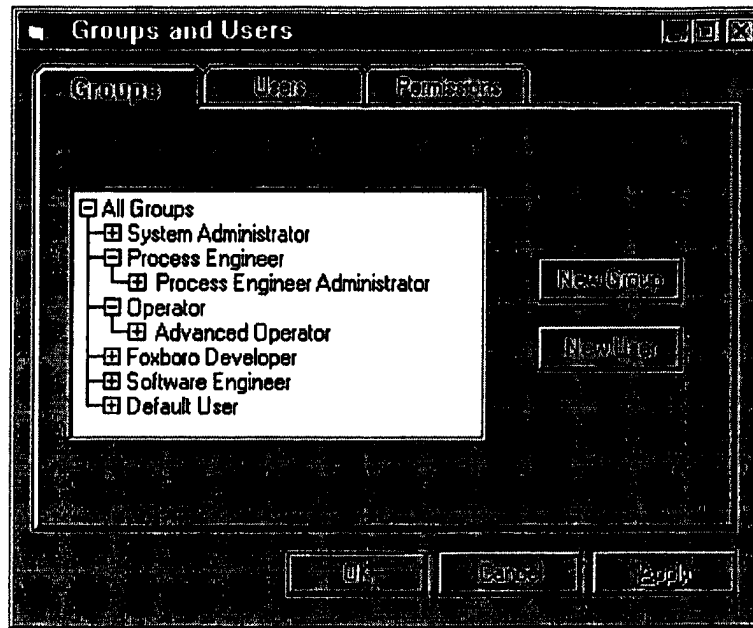 Groups and Users
Groups
Users
Permissions
All Groups
System Administrator
Process Engineer
Process Engineer Administrator
Operator
Advanced Operator
Foxboro Developer
Software Engineer
Default User
New Group
New User
OK
Cancel
Apply